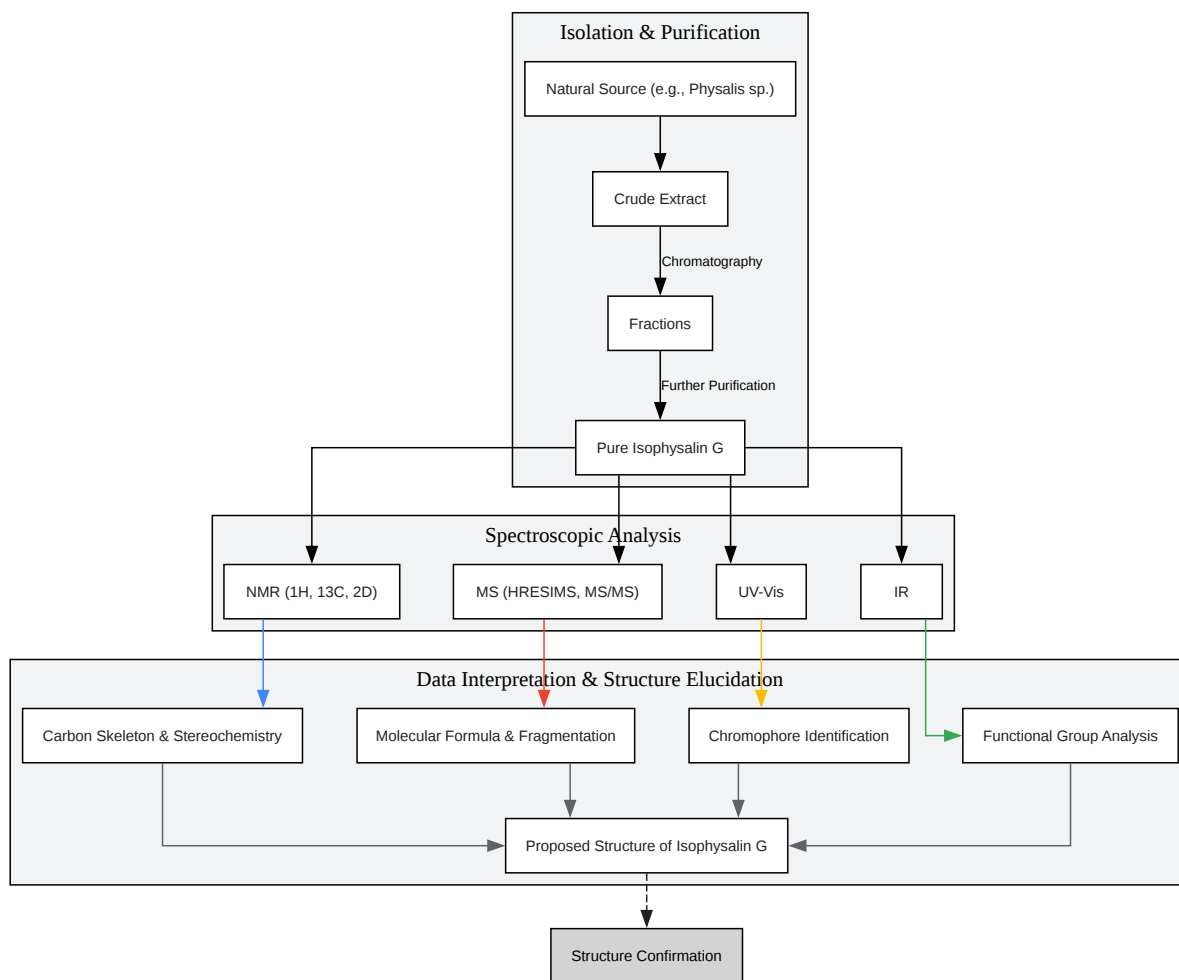 Isolation & Purification
Natural Source (e.g., Physalis sp.)
Crude Extract
Chromatography
Fractions
Further Purification
Pure Isophysalin G
Spectroscopic Analysis
NMR (1H, 13C, 2D)
MS (HRESIMS, MS/MS)
UV-Vis
IR
Data Interpretation & Structure Elucidation
Carbon Skeleton & Stereochemistry
Molecular Formula & Fragmentation
Chromophore Identification
Functional Group Analysis
Proposed Structure of Isophysalin G
Structure Confirmation